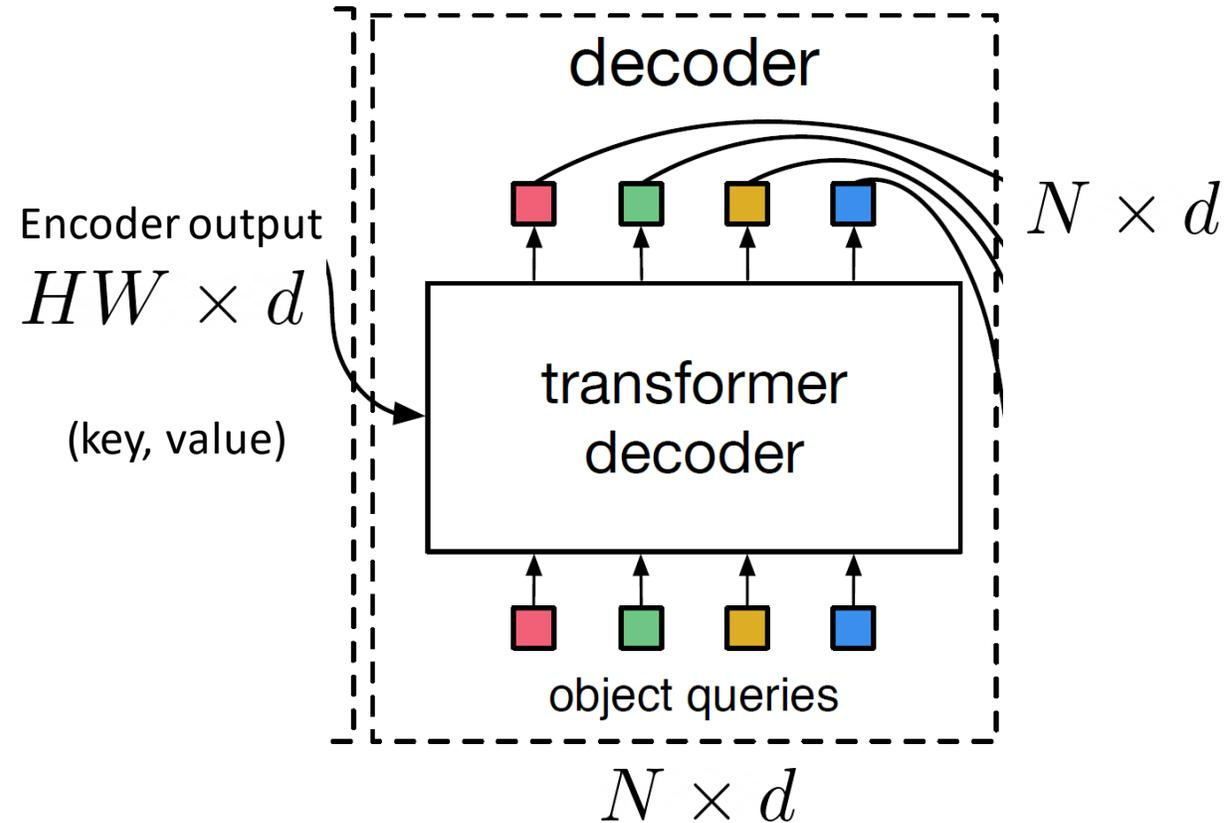 decoder
N × d
Encoder output
HW × d
(key, value)
transformer
decoder
object queries
N × d